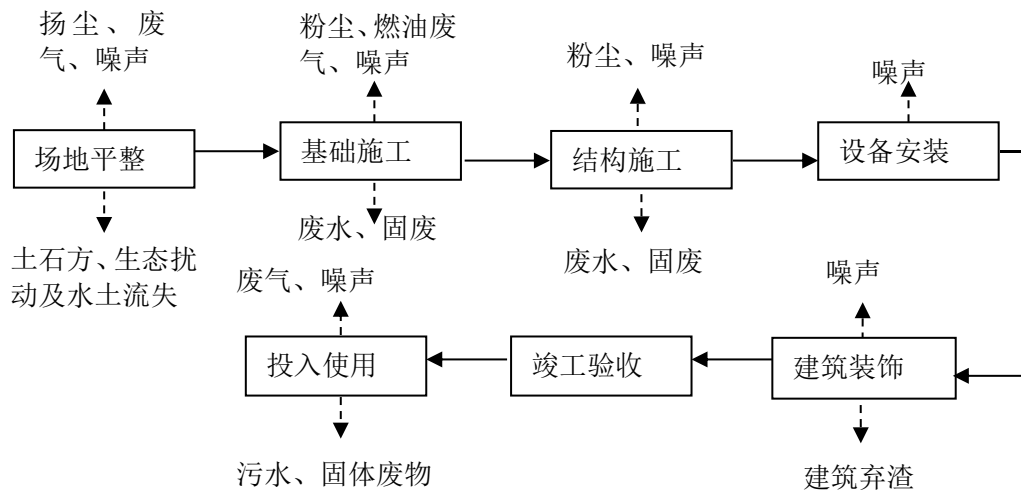 扬尘、废
气、噪声
粉尘、燃油废
气、噪声
粉尘、噪声
噪声
场地平整
基础施工
结构施工
设备安装
土石方、生态扰
动及水土流失
废水、固废
废水、固废
废气、噪声
噪声
投入使用
竣工验收
建筑装饰
污水、固体废物
建筑弃渣